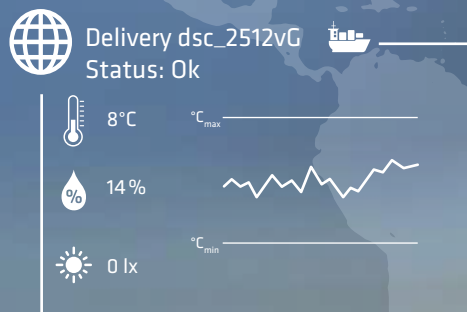 Delivery dsc_2512vG
Status: Ok
8°C
°Cmax
%
14%
°Cmin
0 lx